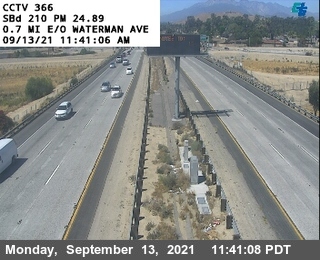 CCTV 366
SBd 210 PM 24.89
0.7 MI E/O WATERMAN AVE
09/13/21 11:41:06 AM
Monday, September 13, 2021 11:41:08 PDT